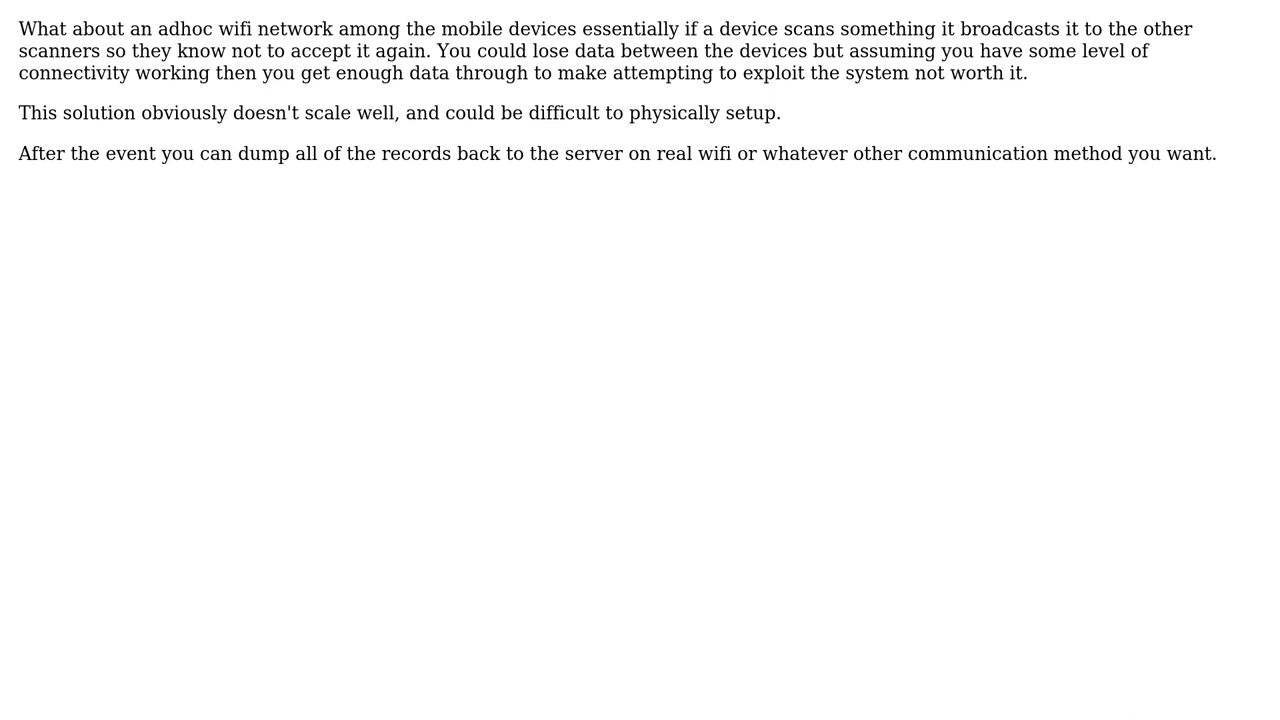 What about an adhoc wifi network among the mobile devices essentially if a device scans something it broadcasts it to the other
scanners so they know not to accept it again. You could lose data between the devices but assuming you have some level of
connectivity working then you get enough data through to make attempting to exploit the system not worth it.
This solution obviously doesn't scale well, and could be difficult to physically setup.
After the event you can dump all of the records back to the server on real wifi or whatever other communication method you want.